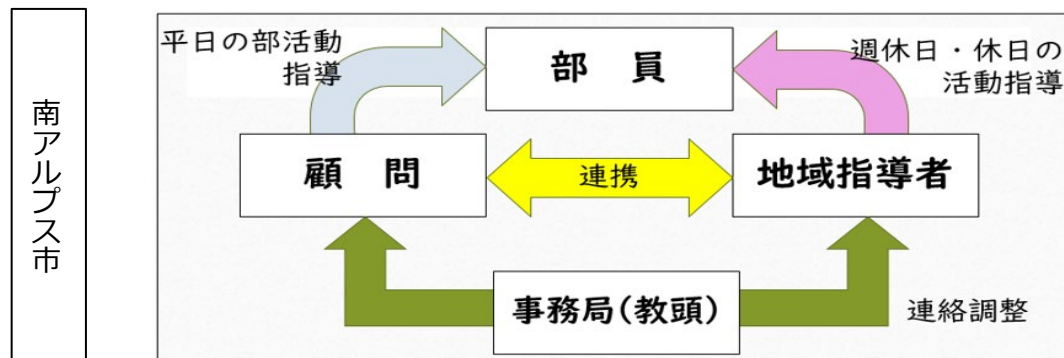 南アルプス市
平日の部活動
指導
部　員
週休日・休日の
活動指導
顧　問
連携
地域指導者
事務局(教頭)
連絡調整